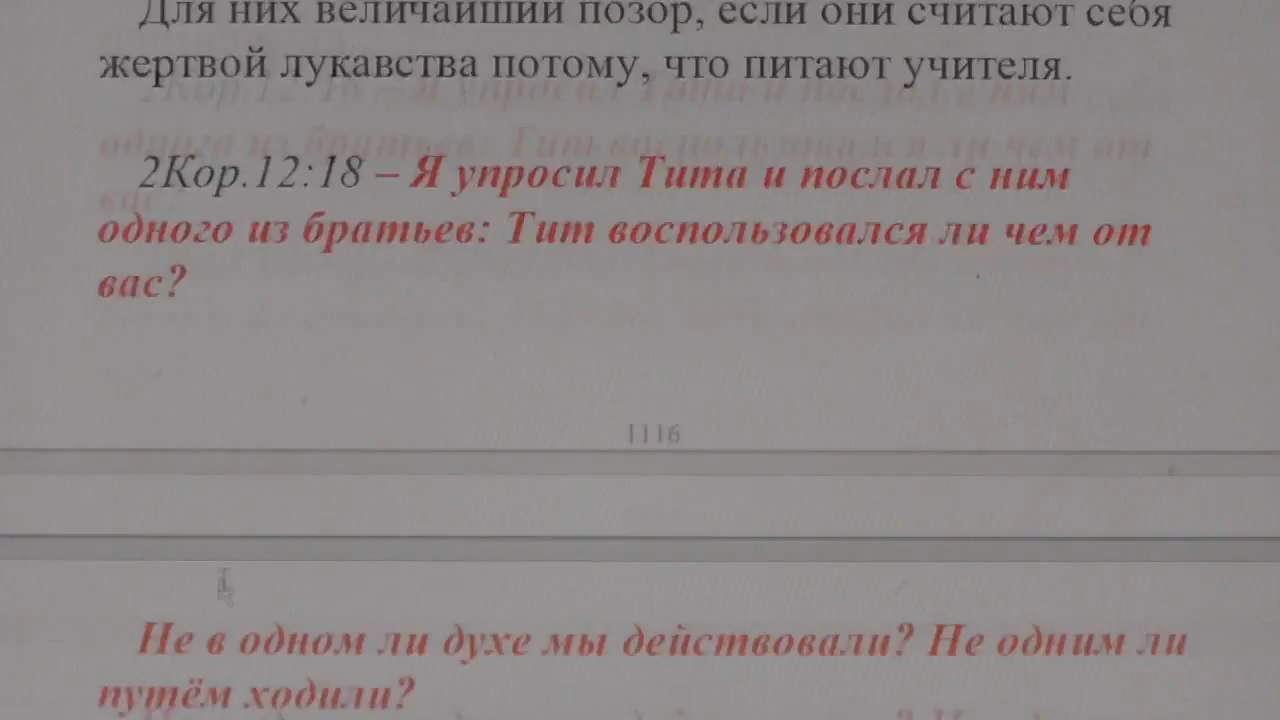 Для них величайший позор, если они считают себя
жертвой лукавства потому, что питают учителя.
2Кор.12:18 – Я упросил Тита и послал с ним
одного из братьев: Тит воспользовался ли чем от
вас?
1116
Не в одном ли духе мы действовали? Не одним ли
путём ходили?